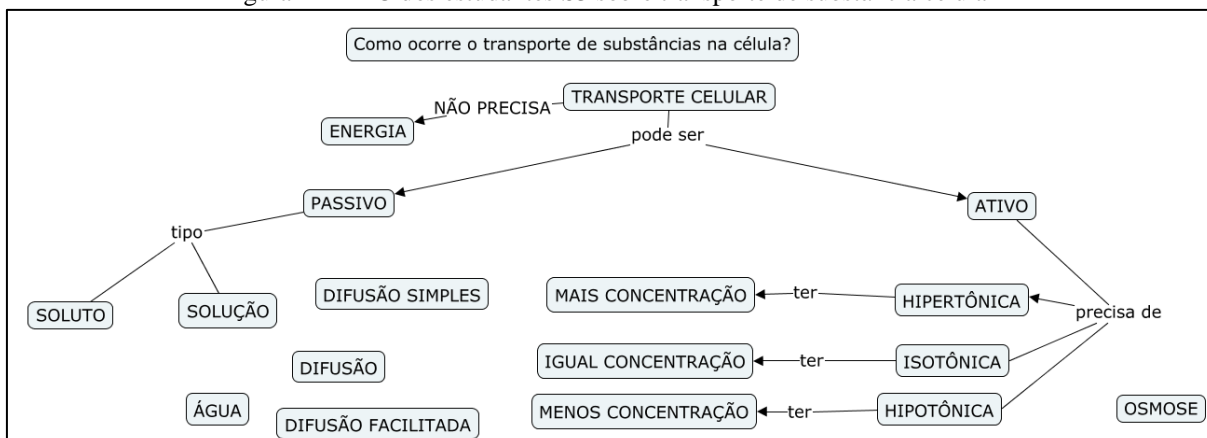 Como ocorre o transporte de substâncias na célula?
TRANSPORTE CELULAR
NÃO PRECISA
ENERGIA
pode ser
PASSIVO
ATIVO
tipo
SOLUTO
SOLUÇÃO
DIFUSÃO SIMPLES
MAIS CONCENTRAÇÃO
ter
HIPERTÔNICA
precisa de
DIFUSÃO
IGUAL CONCENTRAÇÃO
ter
ISOTÔNICA
ÁGUA
DIFUSÃO FACILITADA
MENOS CONCENTRAÇÃO
ter
HIPOTÔNICA
OSMOSE